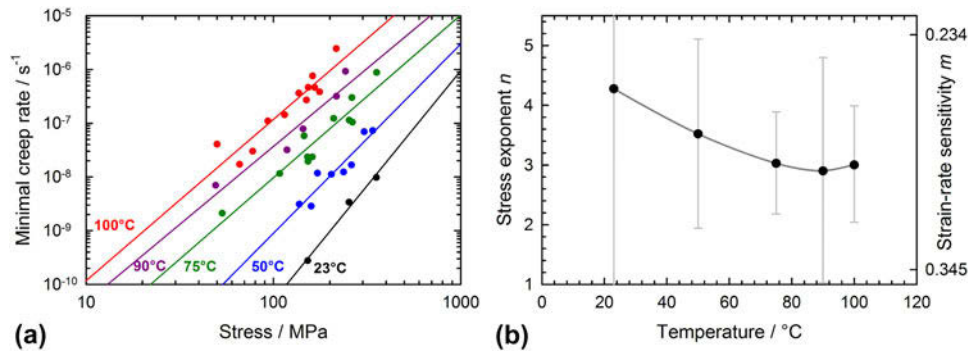 10⁻⁵
10⁻⁶
10⁻⁷
10⁻⁸
10⁻⁹
10⁻¹⁰
Minimal creep rate / s⁻¹
100°C
90°C
75°C
50°C
23°C
10
100
1000
Stress / MPa
(a)
5
4
3
2
1
Stress exponent n
0
20
40
60
80
100
120
Temperature / °C
0.234
0.345
Strain-rate sensitivity m
(b)